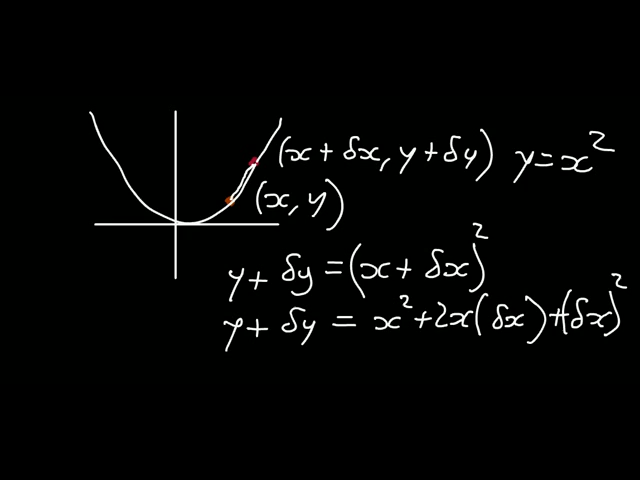 (x + δx, y + δy) y = x²
(x, y)
y + δy = (x + δx)²
y + δy = x² + 2x(δx) + (δx)²